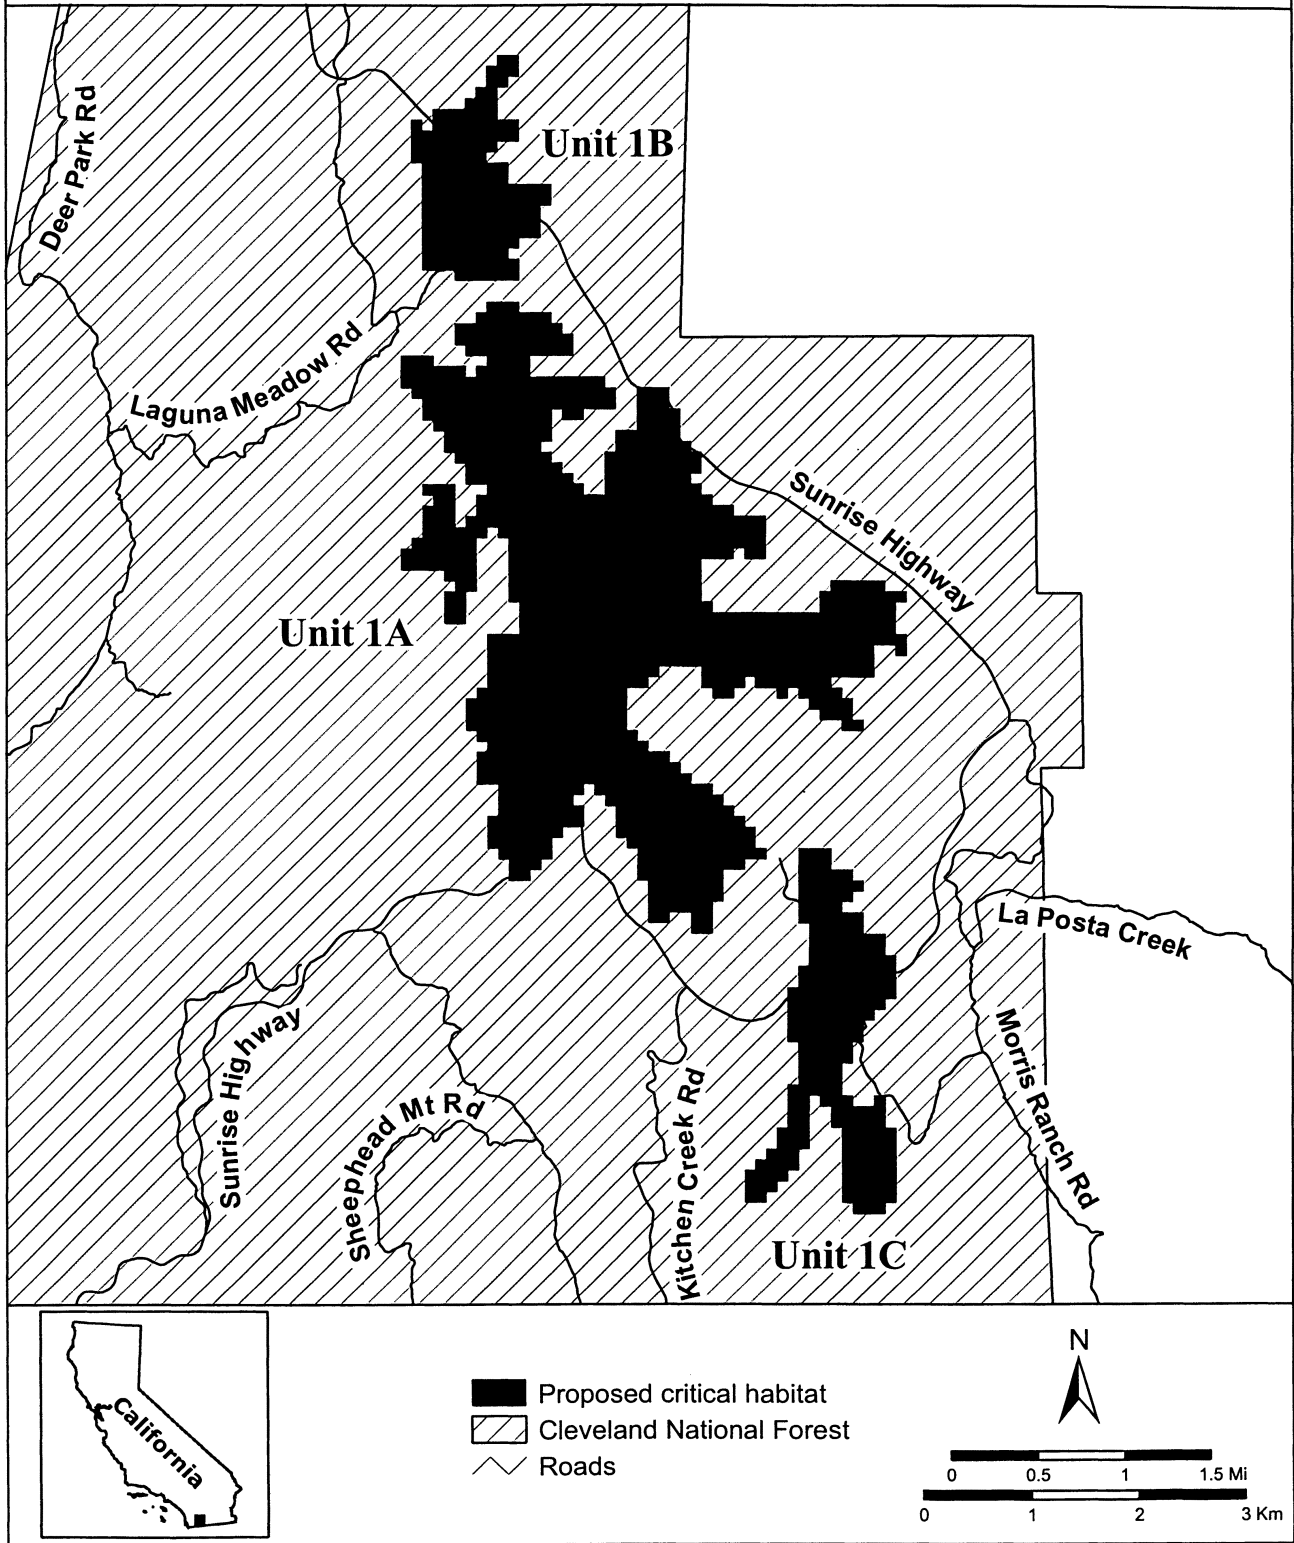 Deer Park Rd
Unit 1B
Laguna Meadow Rd
Sunrise Highway
Unit 1A
La Posta Creek
Sunrise Highway
Morris Ranch Rd
Sheephead Mt Rd
Kitchen Creek Rd
Unit 1C
California
Proposed critical habitat
Cleveland National Forest
Roads
N
0 0.5 1 1.5 Mi
0 1 2 3 Km